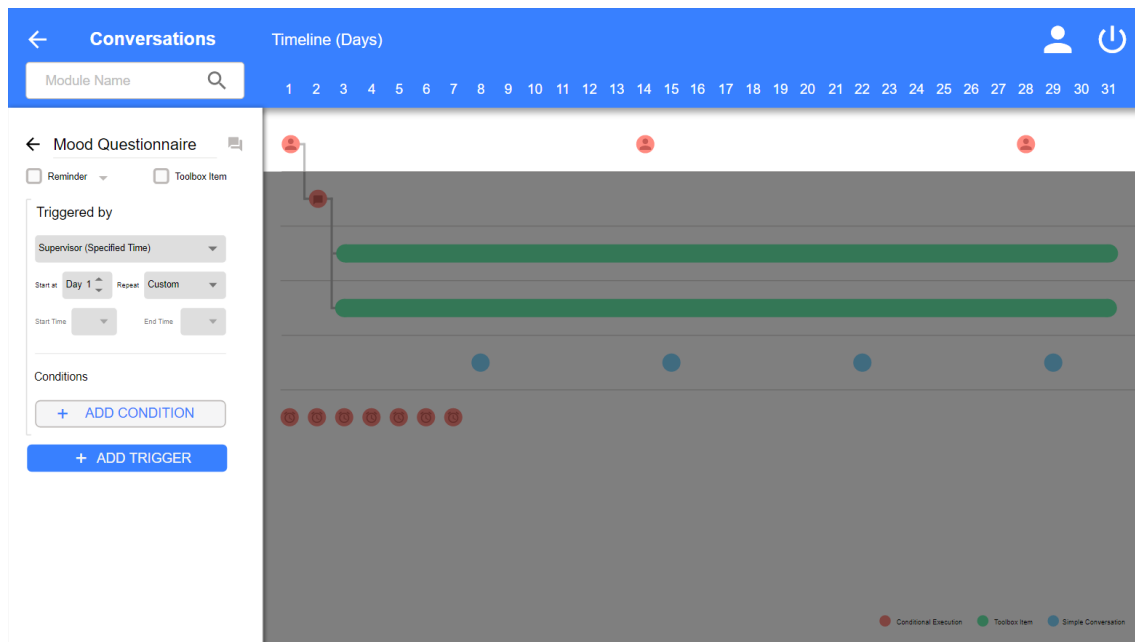 Conversations
Timeline (Days)
Module Name
1 2 3 4 5 6 7 8 9 10 11 12 13 14 15 16 17 18 19 20 21 22 23 24 25 26 27 28 29 30 31
Mood Questionnaire
Reminder
Toolbox Item
Triggered by
Supervisor (Specified Time)
Start at Day 1 Repeat Custom
Start Time End Time
Conditions
+ ADD CONDITION
+ ADD TRIGGER
Conditional Execution Toolbox Item Simple Conversation